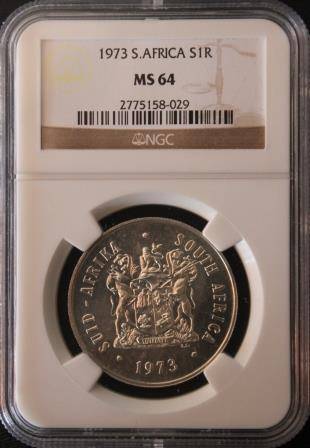 1973 S.AFRICA S1R
MS 64
2775158-029
NGC
SUID-AFRIKA · SOUTH AFRICA
· 1973 ·